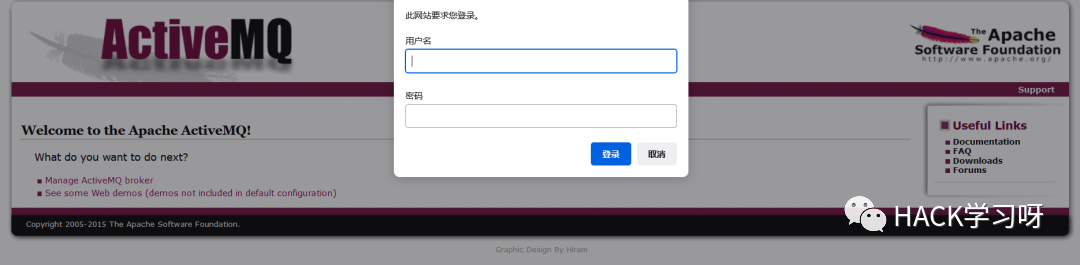 ActiveMQ
The Apache
Software Foundation
http://www.apache.org/
此网站要求您登录。
用户名
密码
登录
取消
Support
Welcome to the Apache ActiveMQ!
What do you want to do next?
Manage ActiveMQ broker
See some Web demos (demos not included in default configuration)
Useful Links
Documentation
FAQ
Downloads
Forums
Copyright 2005-2015 The Apache Software Foundation.
HACK学习呀
Graphic Design By Hiram